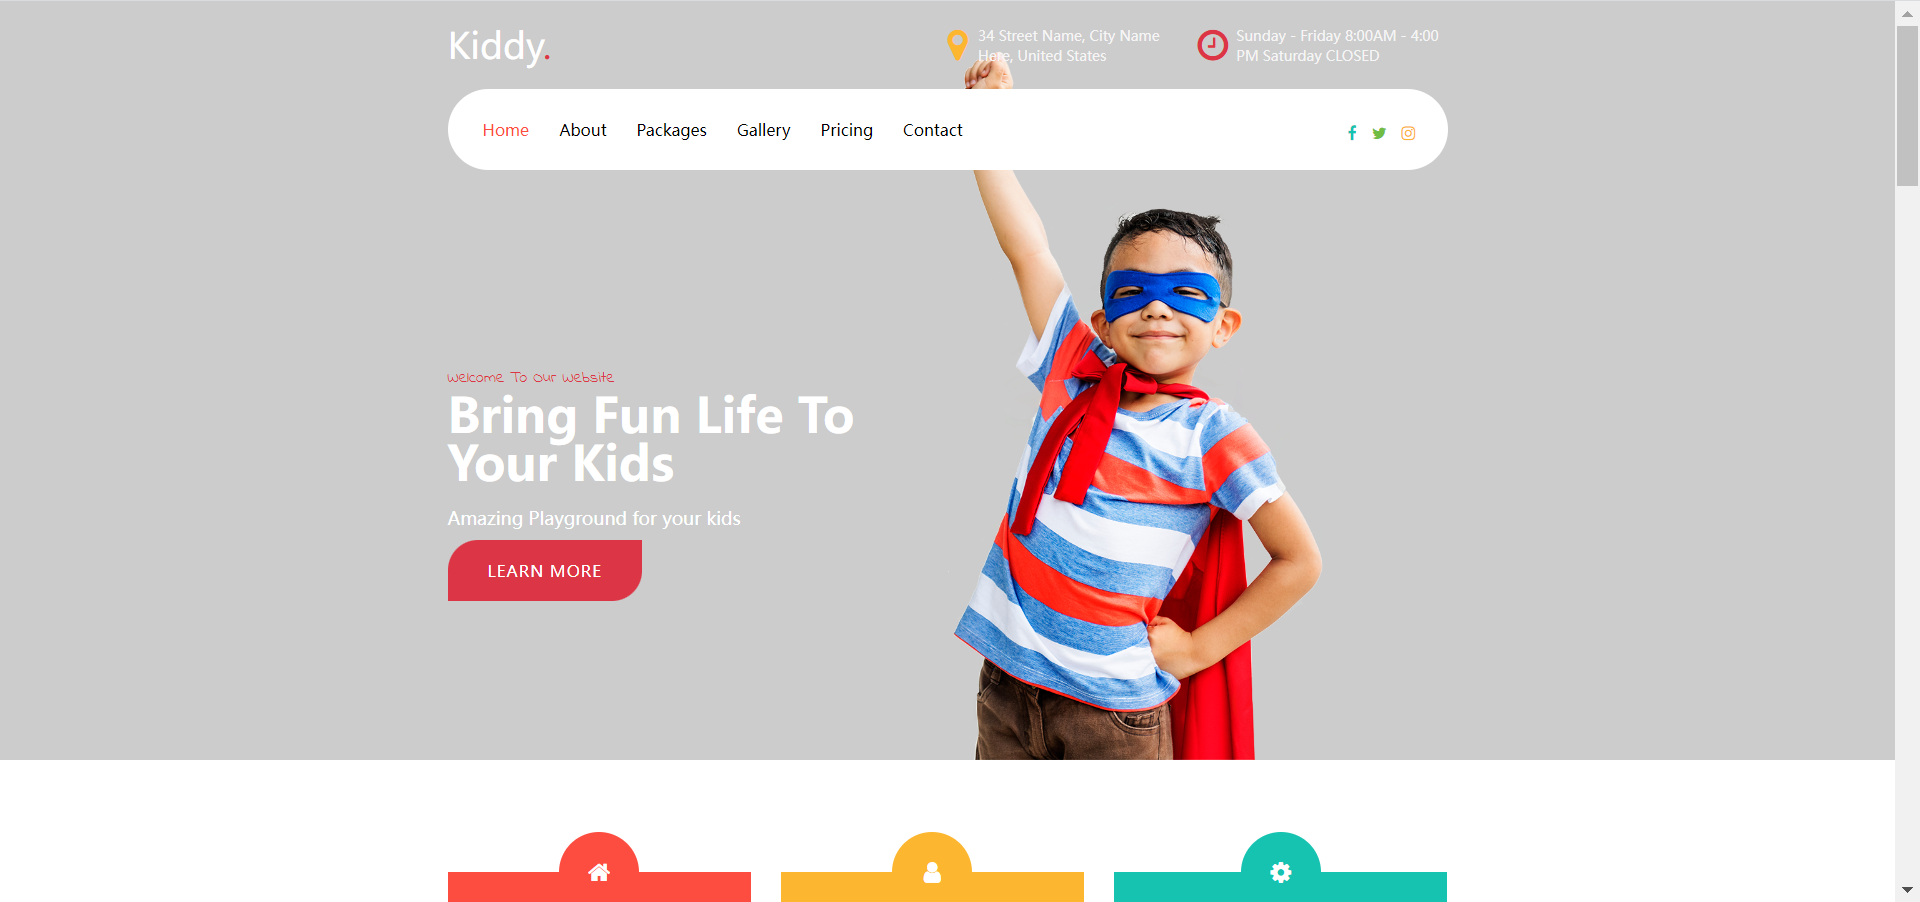 Kiddy.
34 Street Name, City Name
Here, United States
Sunday - Friday 8:00AM - 4:00
PM Saturday CLOSED
Home
About
Packages
Gallery
Pricing
Contact
Welcome To Our Website
Bring Fun Life To
Your Kids
Amazing Playground for your kids
LEARN MORE